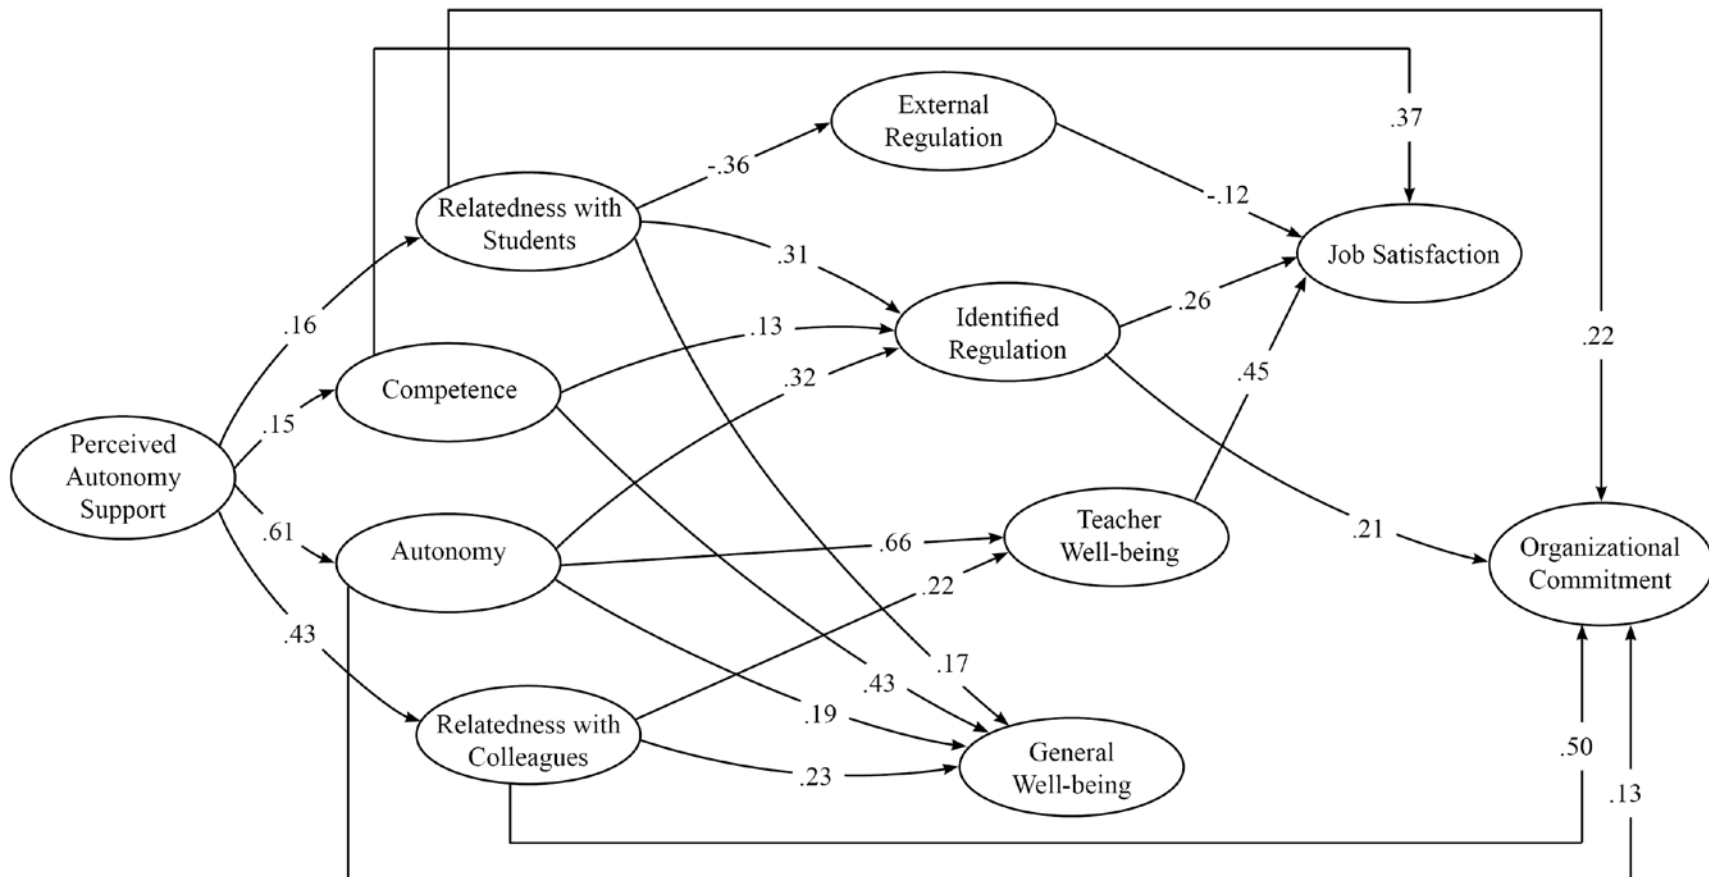 External
Regulation
.37
-.36
-.12
Relatedness with
Students
.31
Job Satisfaction
.26
.16
.13
Identified
Regulation
.22
.32
.45
Competence
.15
Perceived
Autonomy
Support
.61
Autonomy
.66
Teacher
Well-being
.21
Organizational
Commitment
.22
.43
.17
.43
.19
Relatedness with
Colleagues
.23
General
Well-being
.50
.13